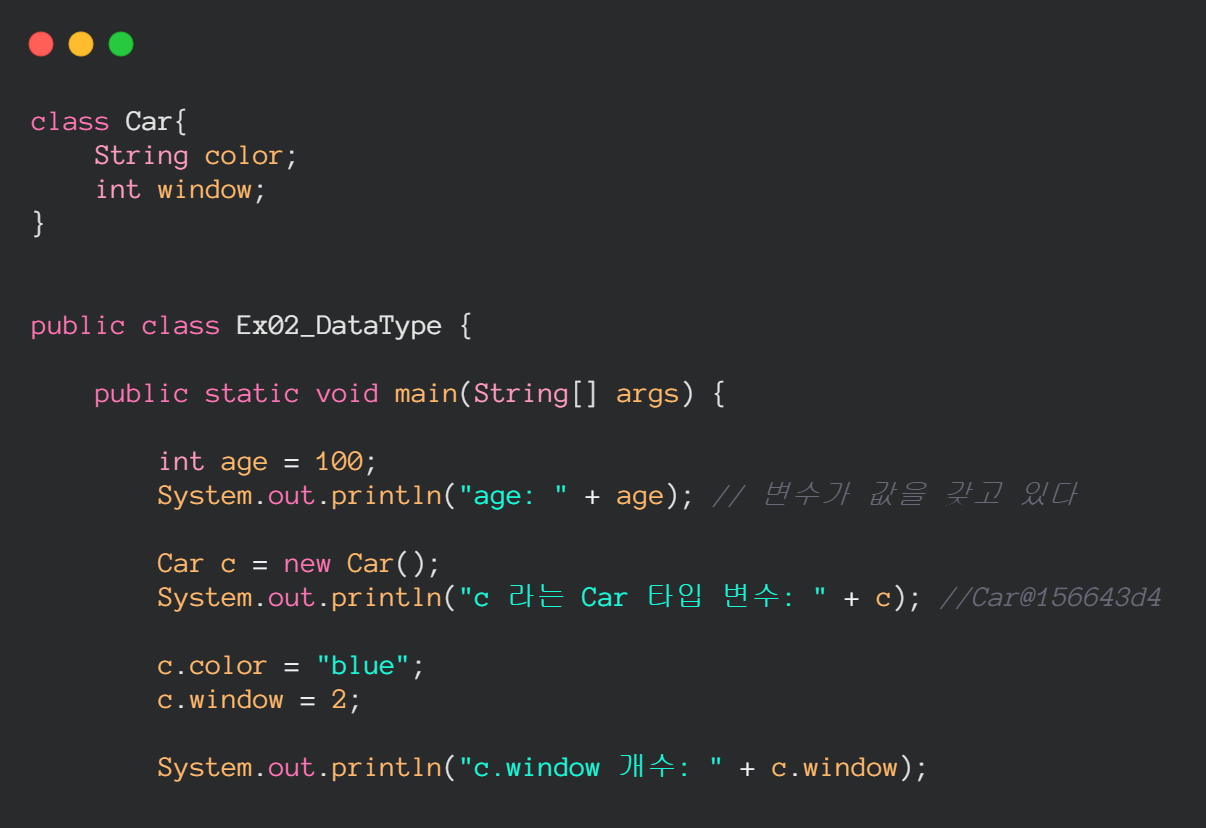 class Car{
    String color;
    int window;
}
public class Ex02_DataType {
    public static void main(String[] args) {
        int age = 100;
        System.out.println("age: " + age); // 변수가 값을 갖고 있다
        Car c = new Car();
        System.out.println("c 라는 Car 타입 변수: " + c); //Car@156643d4
        c.color = "blue";
        c.window = 2;
        System.out.println("c.window 개수: " + c.window);